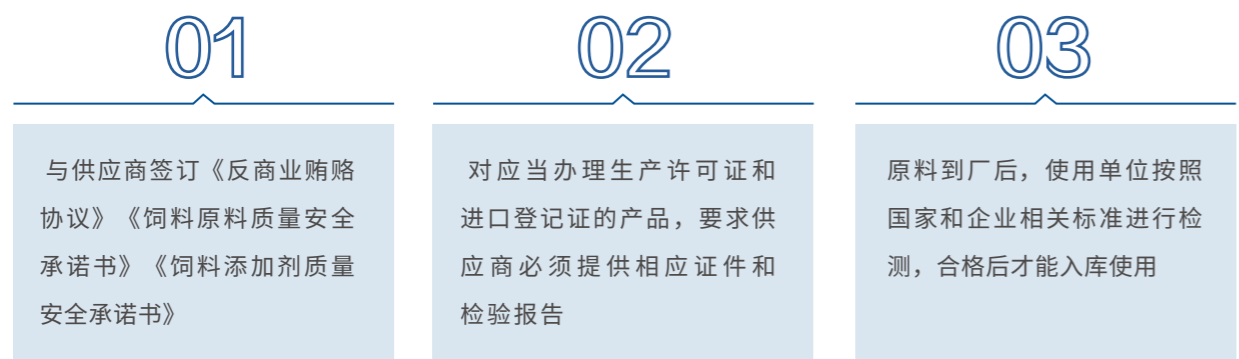 01
与供应商签订《反商业贿赂
协议》《饲料原料质量安全
承诺书》《饲料添加剂质量
安全承诺书》
02
对应当办理生产许可证和
进口登记证的产品，要求供
应商必须提供相应证件和
检验报告
03
原料到厂后，使用单位按照
国家和企业相关标准进行检
测，合格后才能入库使用